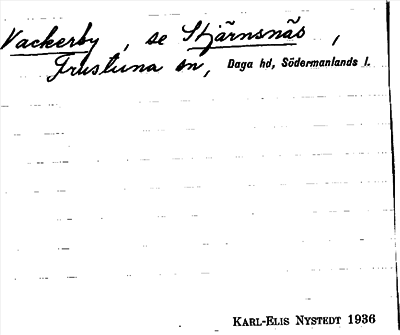 Vackerby, se Stjärnsnäs,
Frustuna sn, Daga hd, Södermanlands l.
KARL-ELIS NYSTEDT 1936